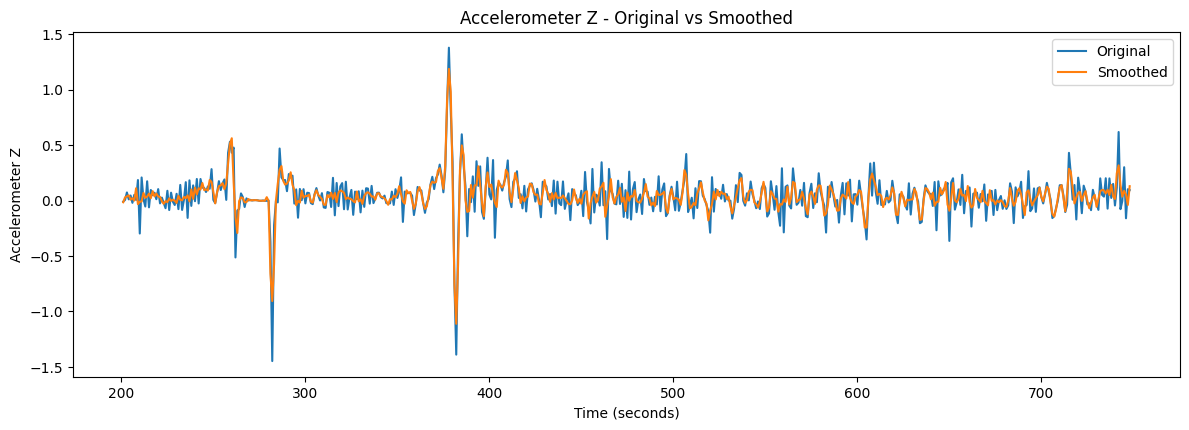 Accelerometer Z - Original vs Smoothed
Original
Smoothed
Accelerometer Z
1.5
1.0
0.5
0.0
−0.5
−1.0
−1.5
200
300
400
500
600
700
Time (seconds)